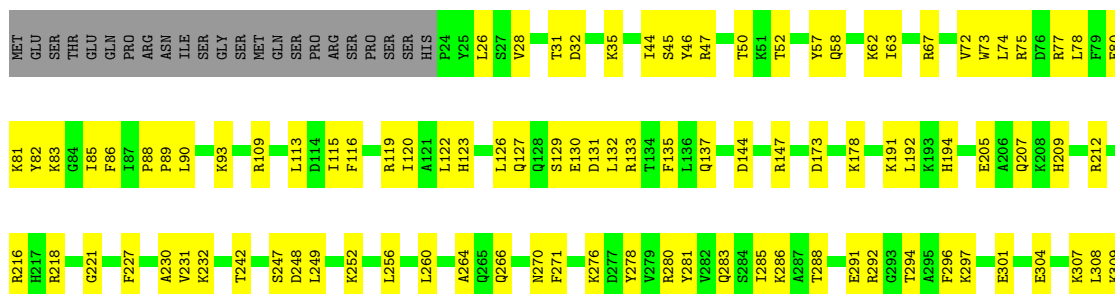 MET GLU SER THR GLU GLN PRO ARG ASN ILE SER GLY SER MET GLN SER PRO ARG SER PRO SER SER HIS P24 Y25 L26 S27 V28 T31 D32 K35 I44 S45 Y46 R47 T50 K51 T52 Y57 Q58 K62 I63 R67 V72 W73 L74 R75 D76 R77 L78 F79
K81 Y82 K83 G84 I85 F86 I87 P88 P89 L90 K93 R109 L113 D114 I115 F116 R119 I120 A121 L122 H123 L126 Q127 Q128 S129 E130 D131 L132 R133 T134 F135 L136 Q137 D144 R147 D173 K178 K191 L192 K193 H194 E205 A206 Q207 K208 H209 R212
R216 H217 R218 G221 F227 A230 V231 K232 T242 S247 D248 L249 K252 L256 L260 A264 Q265 Q266 N270 F271 K276 D277 Y278 V279 R280 Y281 V282 Q283 S284 I285 K286 A287 T288 E291 R292 G293 T294 A295 F296 K297 E301 E304 K307 L308